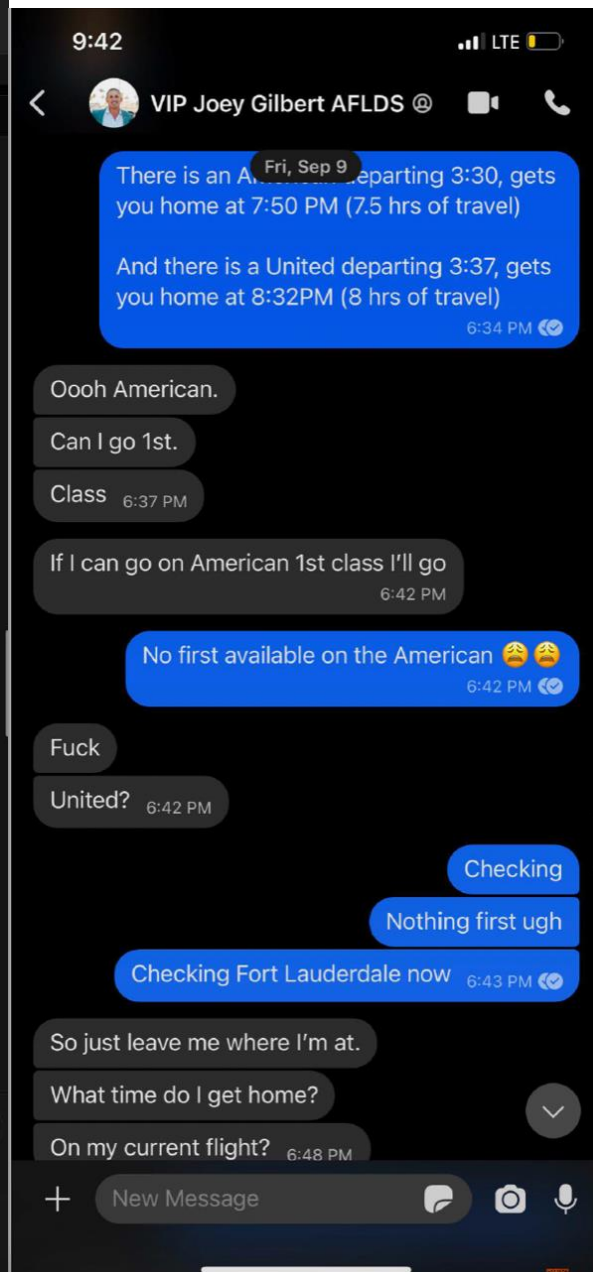 9:42
LTE
VIP Joey Gilbert AFLDS
Fri, Sep 9
There is an departing 3:30, gets
you home at 7:50 PM (7.5 hrs of travel)
And there is a United departing 3:37, gets
you home at 8:32PM (8 hrs of travel)
6:34 PM
Oooh American.
Can I go 1st.
Class 6:37 PM
If I can go on American 1st class I’ll go
6:42 PM
No first available on the American 😩😩
6:42 PM
Fuck
United? 6:42 PM
Checking
Nothing first ugh
Checking Fort Lauderdale now 6:43 PM
So just leave me where I’m at.
What time do I get home?
On my current flight? 6:48 PM
New Message